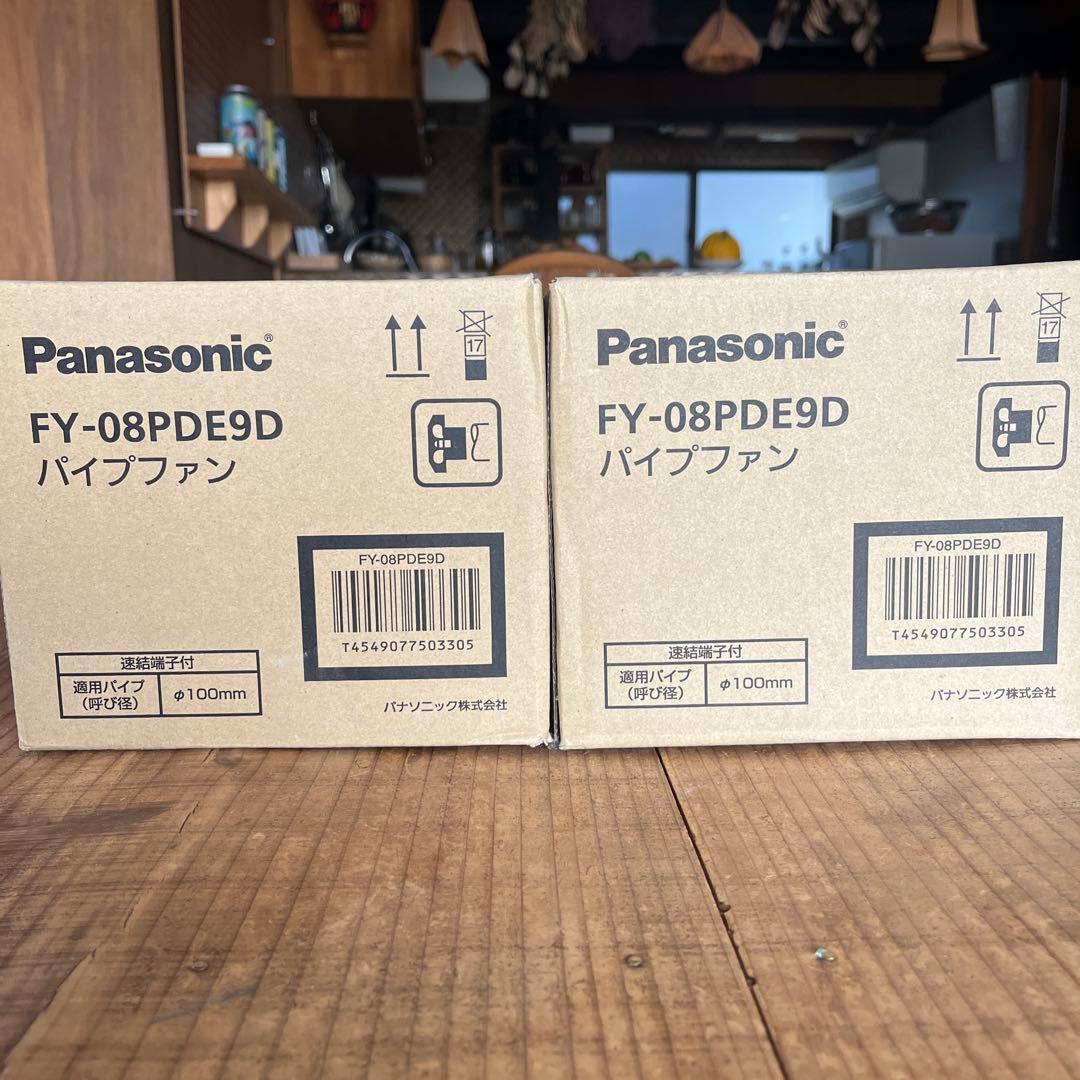 Panasonic®
17
FY-08PDE9D
パイプファン
FY-08PDE9D
T4549077503305
速結端子付
適用パイプ
(呼び径)
φ100mm
パナソニック株式会社
Panasonic®
17
FY-08PDE9D
パイプファン
FY-08PDE9D
T4549077503305
速結端子付
適用パイプ
(呼び径)
φ100mm
パナソニック株式会社